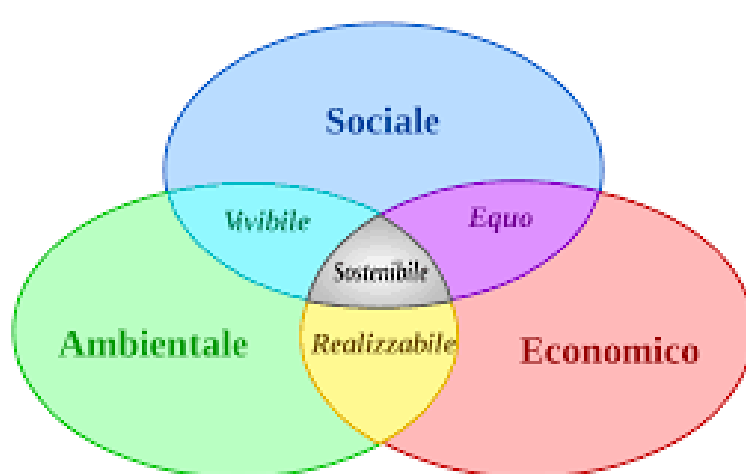 Sociale
Vivibile
Equo
Sostenibile
Ambientale
Realizzabile
Economico